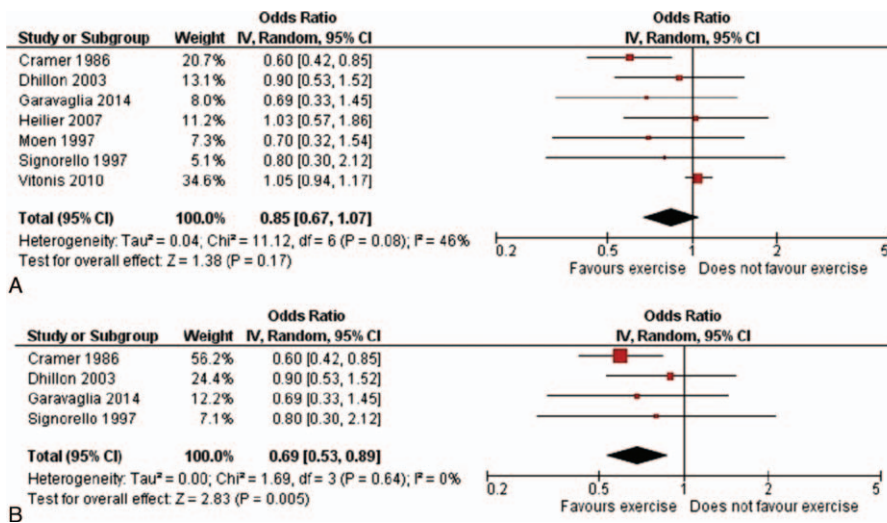 Odds Ratio Odds Ratio
Study or Subgroup Weight IV, Random, 95% CI IV, Random, 95% CI
Cramer 1986 20.7% 0.60 [0.42, 0.85]
Dhillon 2003 13.1% 0.90 [0.53, 1.52]
Garavaglia 2014 8.0% 0.69 [0.33, 1.45]
Heilier 2007 11.2% 1.03 [0.57, 1.86]
Moen 1997 7.3% 0.70 [0.32, 1.54]
Signorello 1997 5.1% 0.80 [0.30, 2.12]
Vitonis 2010 34.6% 1.05 [0.94, 1.17]
Total (95% CI) 100.0% 0.85 [0.67, 1.07]
Heterogeneity: Tau² = 0.04; Chi² = 11.12, df = 6 (P = 0.08); I² = 46%
Test for overall effect: Z = 1.38 (P = 0.17)
0.2 0.5 1 2 5
Favours exercise Does not favour exercise
A
Odds Ratio Odds Ratio
Study or Subgroup Weight IV, Random, 95% CI IV, Random, 95% CI
Cramer 1986 56.2% 0.60 [0.42, 0.85]
Dhillon 2003 24.4% 0.90 [0.53, 1.52]
Garavaglia 2014 12.2% 0.69 [0.33, 1.45]
Signorello 1997 7.1% 0.80 [0.30, 2.12]
Total (95% CI) 100.0% 0.69 [0.53, 0.89]
Heterogeneity: Tau² = 0.00; Chi² = 1.69, df = 3 (P = 0.64); I² = 0%
Test for overall effect: Z = 2.83 (P = 0.005)
0.2 0.5 1 2 5
Favours exercise Does not favour exercise
B